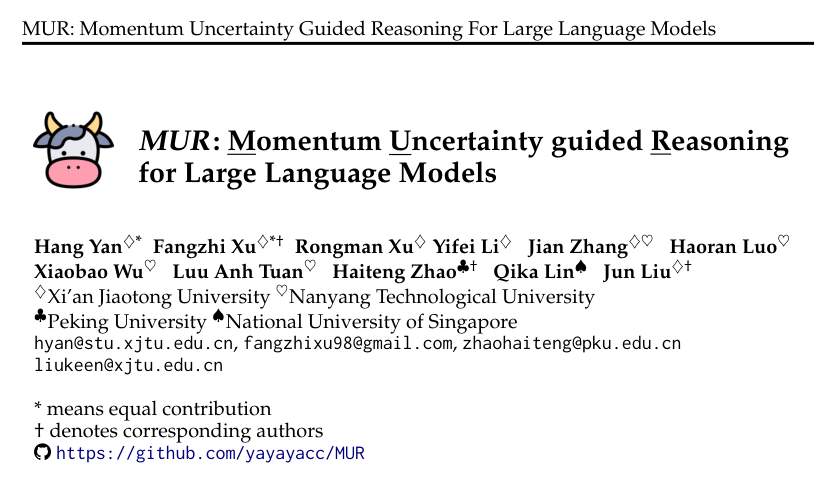 MUR: Momentum Uncertainty Guided Reasoning For Large Language Models
MUR: Momentum Uncertainty guided Reasoning
for Large Language Models
Hang Yan♢* Fangzhi Xu♢*† Rongman Xu♢ Yifei Li♢ Jian Zhang♢♡ Haoran Luo♡
Xiaobao Wu♡ Luu Anh Tuan♡ Haiteng Zhao♣† Qika Lin♠ Jun Liu♢†
♢Xi'an Jiaotong University ♡Nanyang Technological University
♣Peking University ♠National University of Singapore
hyan@stu.xjtu.edu.cn, fangzhixu98@gmail.com, zhaohaiteng@pku.edu.cn
liukeen@xjtu.edu.cn
* means equal contribution
† denotes corresponding authors
https://github.com/yayayacc/MUR